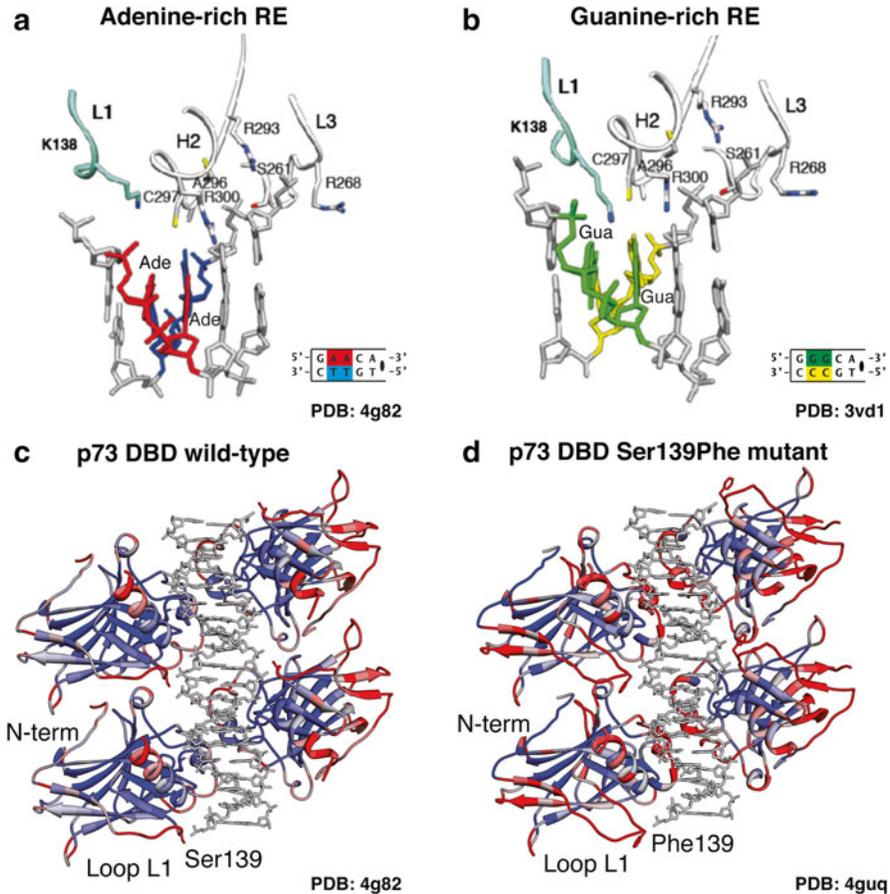 a
Adenine-rich RE
L1
K138
H2
R293
L3
C297
A296
S261
R300
R268
Ade
Ade
5'- G A A C A -3'
3'- C T T G T -5'
PDB: 4g82
b
Guanine-rich RE
L1
K138
H2
R293
L3
C297
A296
S261
R300
R268
Gua
Gua
5'- G G G C A -3'
3'- C C C G T -5'
PDB: 3vd1
c
p73 DBD wild-type
N-term
Loop L1
Ser139
PDB: 4g82
d
p73 DBD Ser139Phe mutant
N-term
Loop L1
Phe139
PDB: 4guq